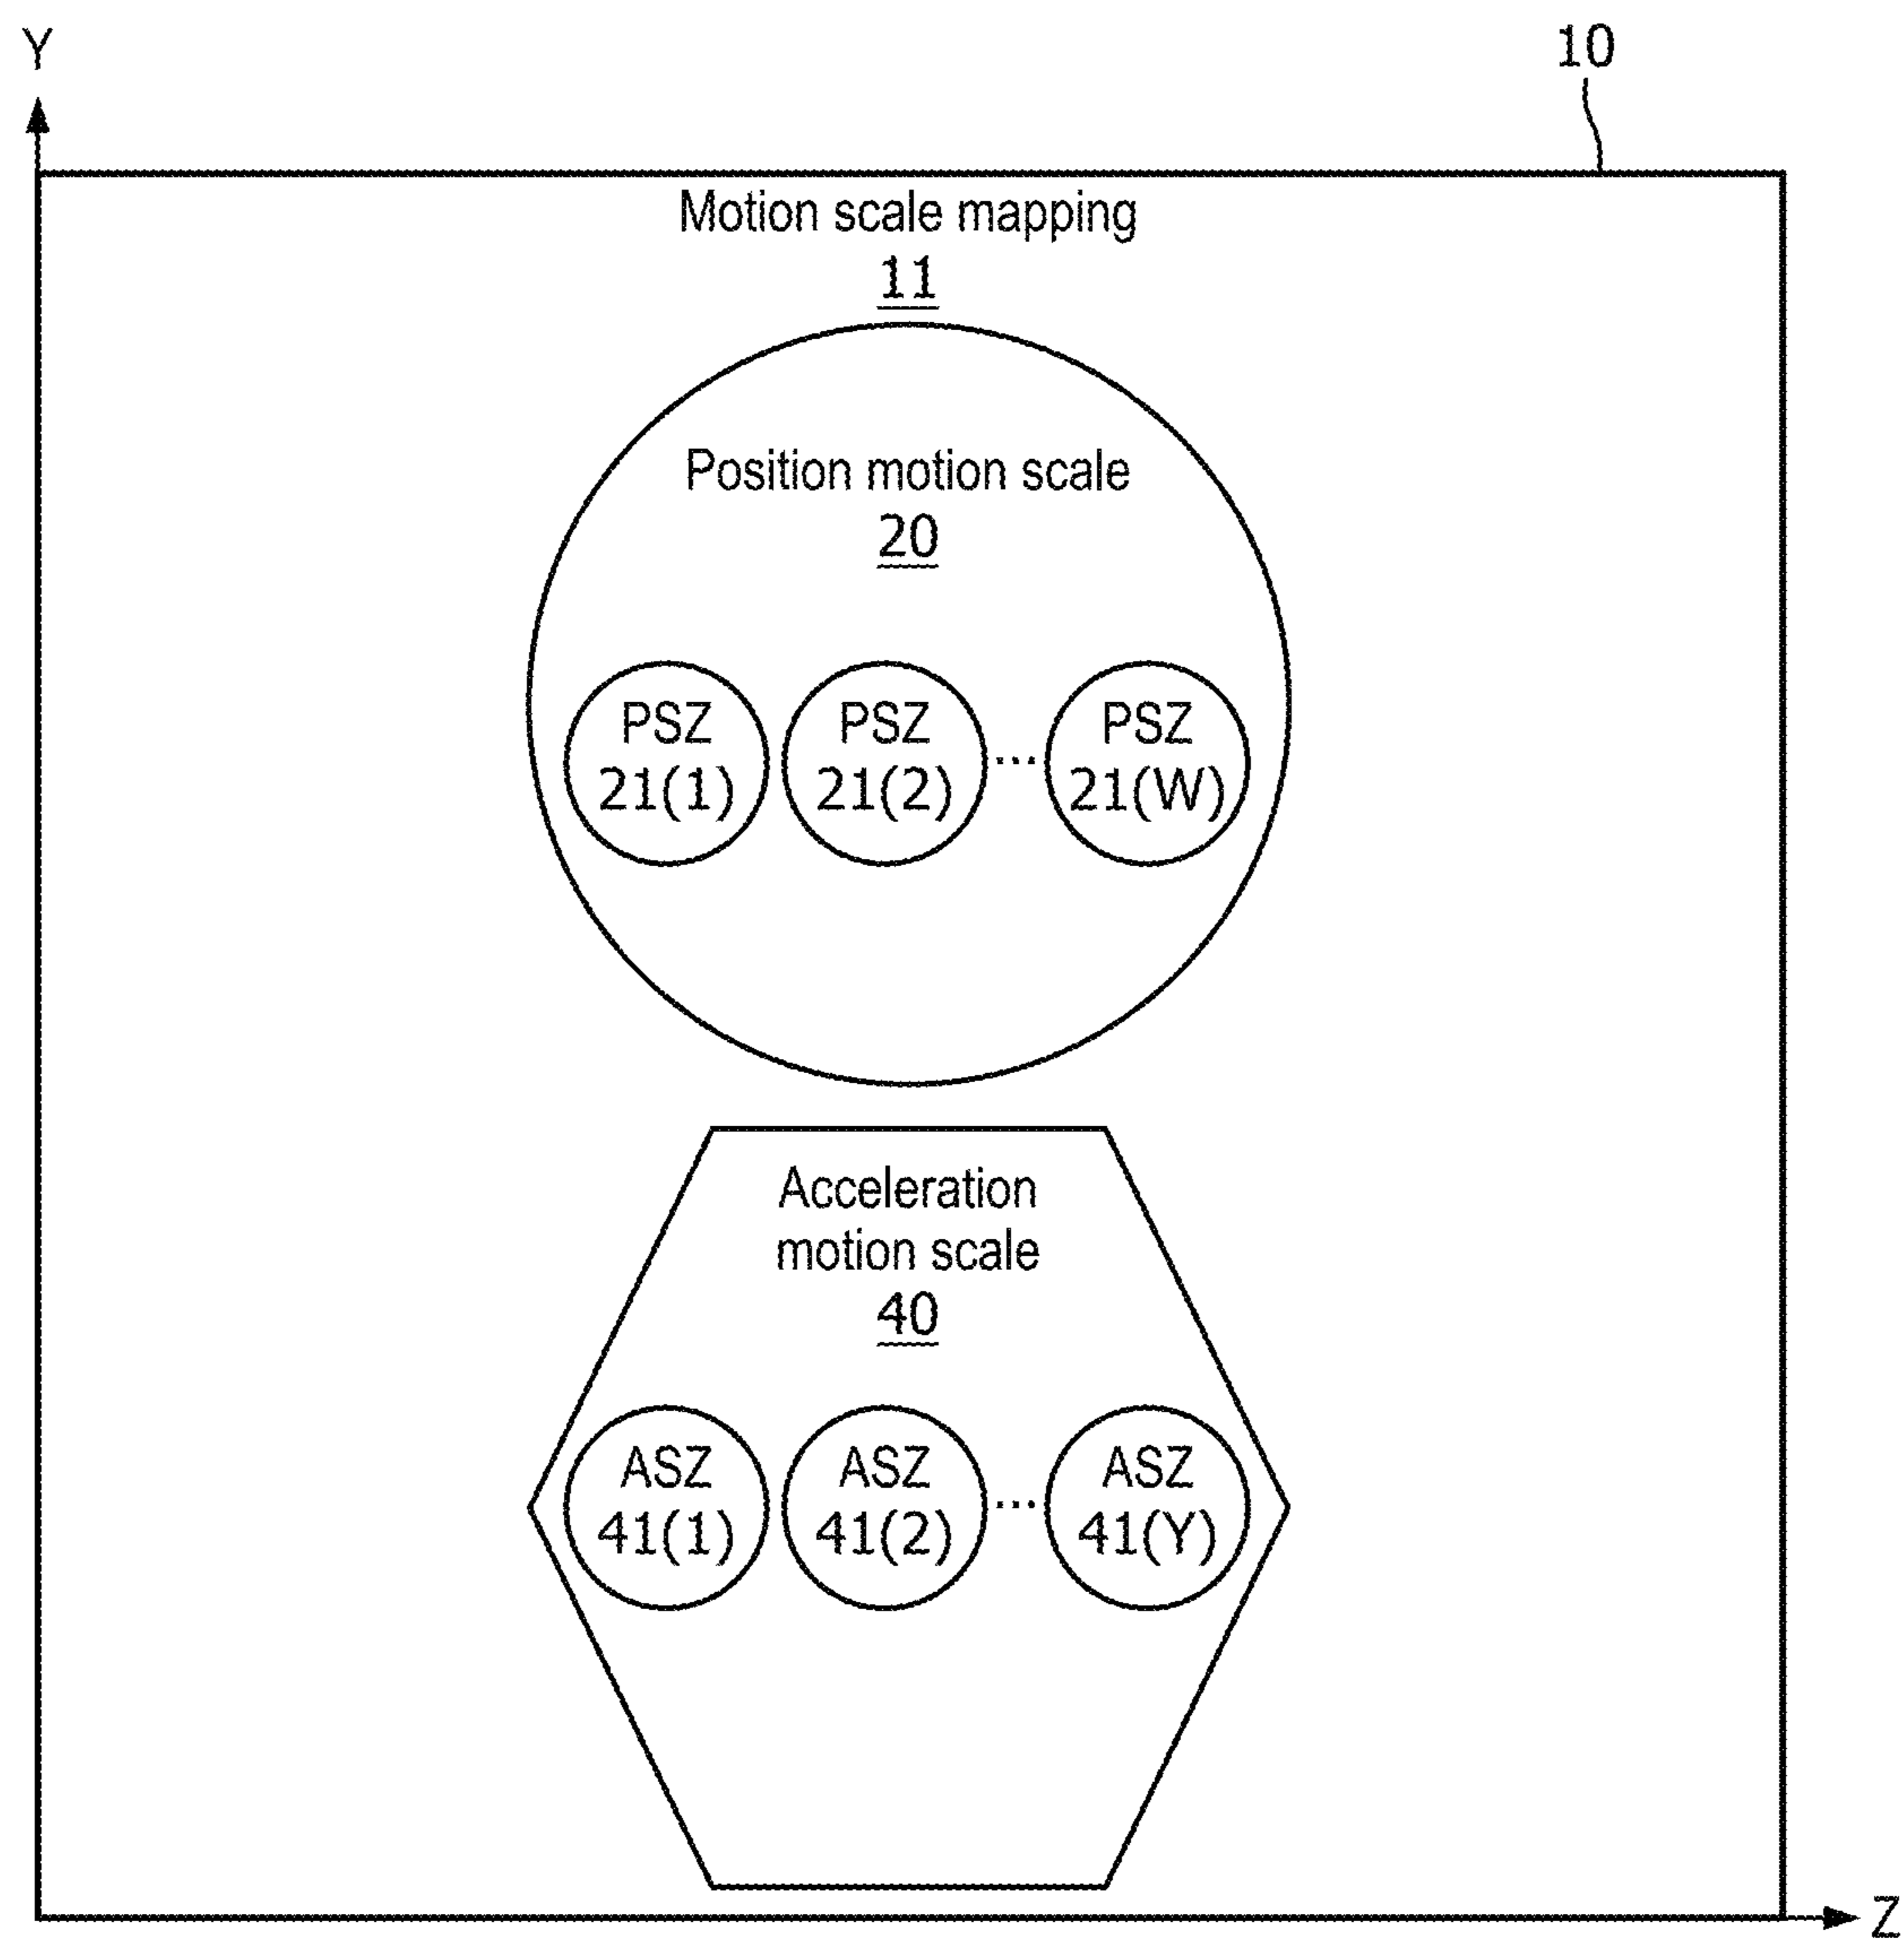 Y
10
Motion scale mapping
11
Position motion scale
20
PSZ
21(1)
PSZ
21(2)
...
PSZ
21(W)
Acceleration
motion scale
40
ASZ
41(1)
ASZ
41(2)
...
ASZ
41(Y)
Z